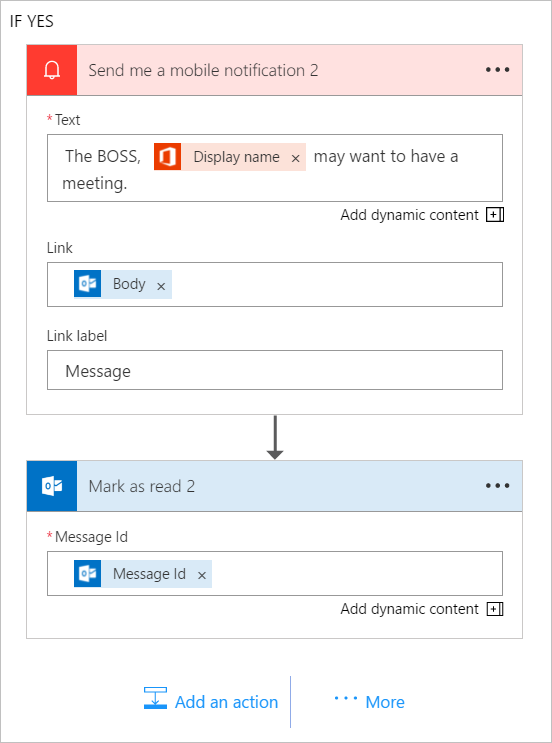 IF YES
Send me a mobile notification 2
* Text
The BOSS, Display name × may want to have a
meeting.
Add dynamic content
Link
Body ×
Link label
Message
Mark as read 2
* Message Id
Message Id ×
Add dynamic content
Add an action
More